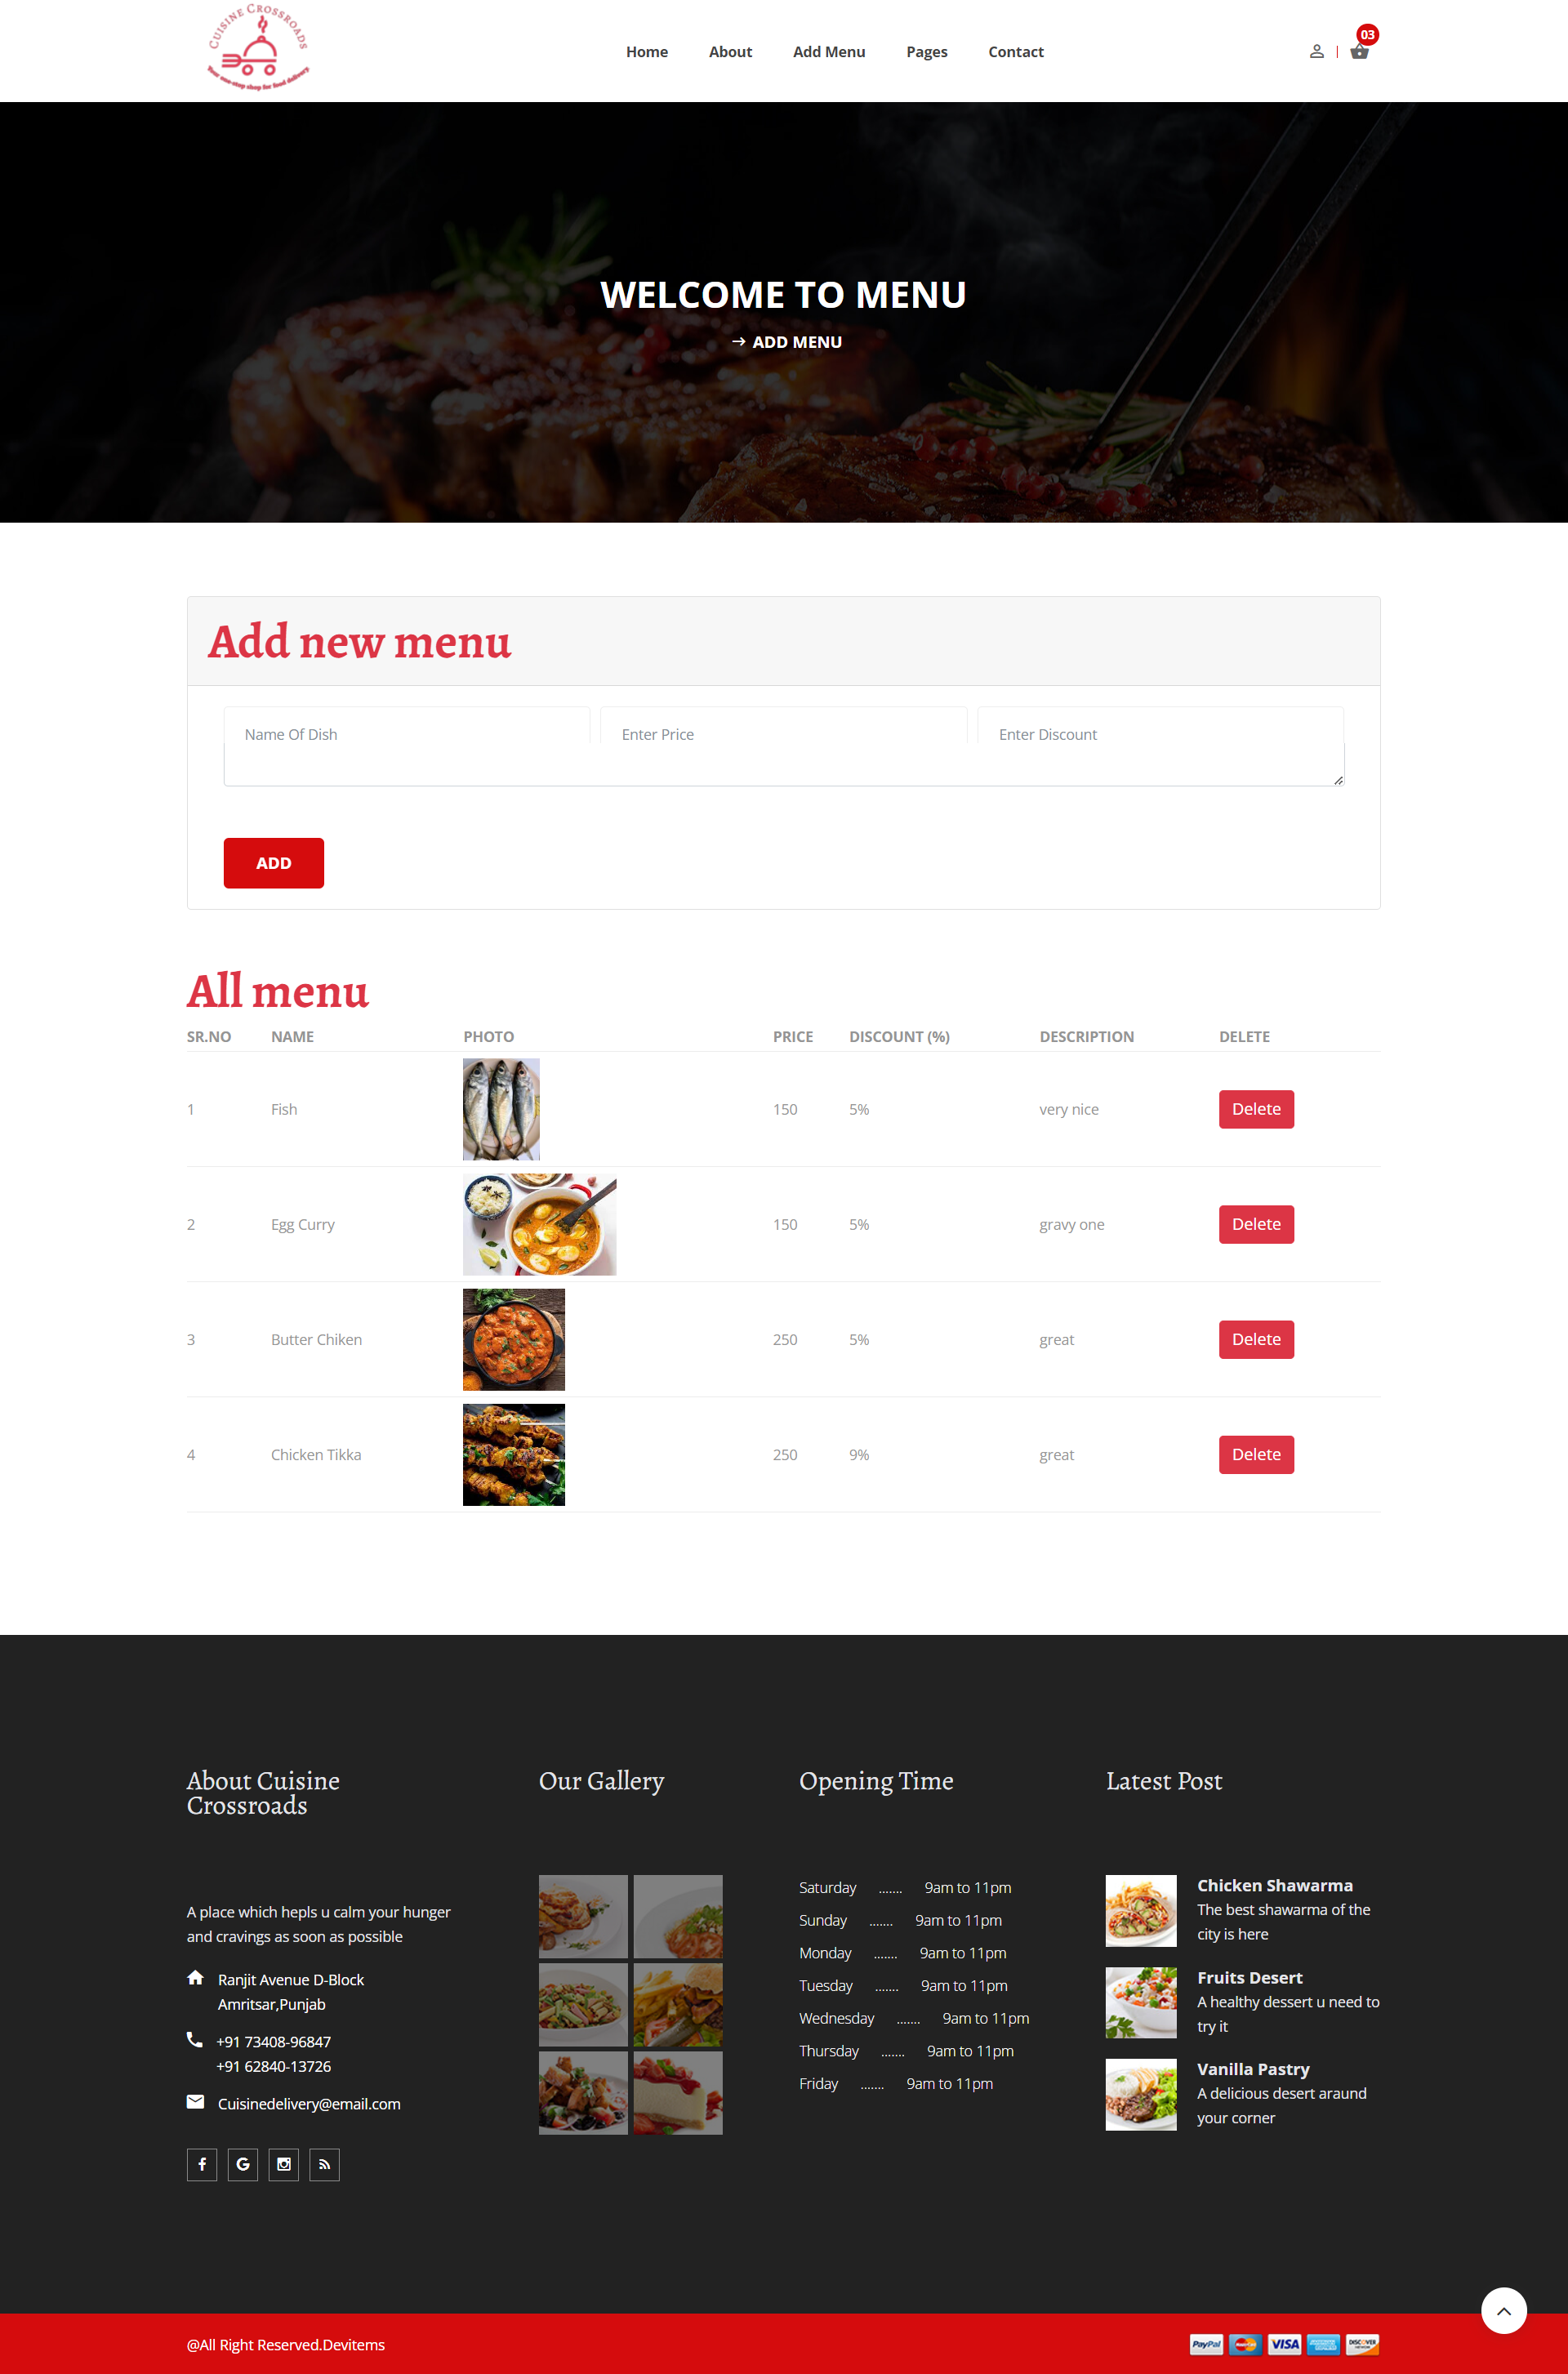 CUISINE CROSSROADS
Your one-stop shop for food delivery
Home About Add Menu Pages Contact
03
WELCOME TO MENU
→ ADD MENU
Add new menu
Name Of Dish Enter Price Enter Discount
ADD
All menu
SR.NO NAME PHOTO PRICE DISCOUNT (%) DESCRIPTION DELETE
1 Fish 150 5% very nice Delete
2 Egg Curry 150 5% gravy one Delete
3 Butter Chiken 250 5% great Delete
4 Chicken Tikka 250 9% great Delete
About Cuisine
Crossroads
A place which hepls u calm your hunger
and cravings as soon as possible
Ranjit Avenue D-Block
Amritsar,Punjab
+91 73408-96847
+91 62840-13726
Cuisinedelivery@email.com
Our Gallery
Opening Time
Saturday ....... 9am to 11pm
Sunday ....... 9am to 11pm
Monday ....... 9am to 11pm
Tuesday ....... 9am to 11pm
Wednesday ....... 9am to 11pm
Thursday ....... 9am to 11pm
Friday ....... 9am to 11pm
Latest Post
Chicken Shawarma
The best shawarma of the
city is here
Fruits Desert
A healthy dessert u need to
try it
Vanilla Pastry
A delicious desert araund
your corner
@All Right Reserved.Devitems
PayPal VISA DISCOVER